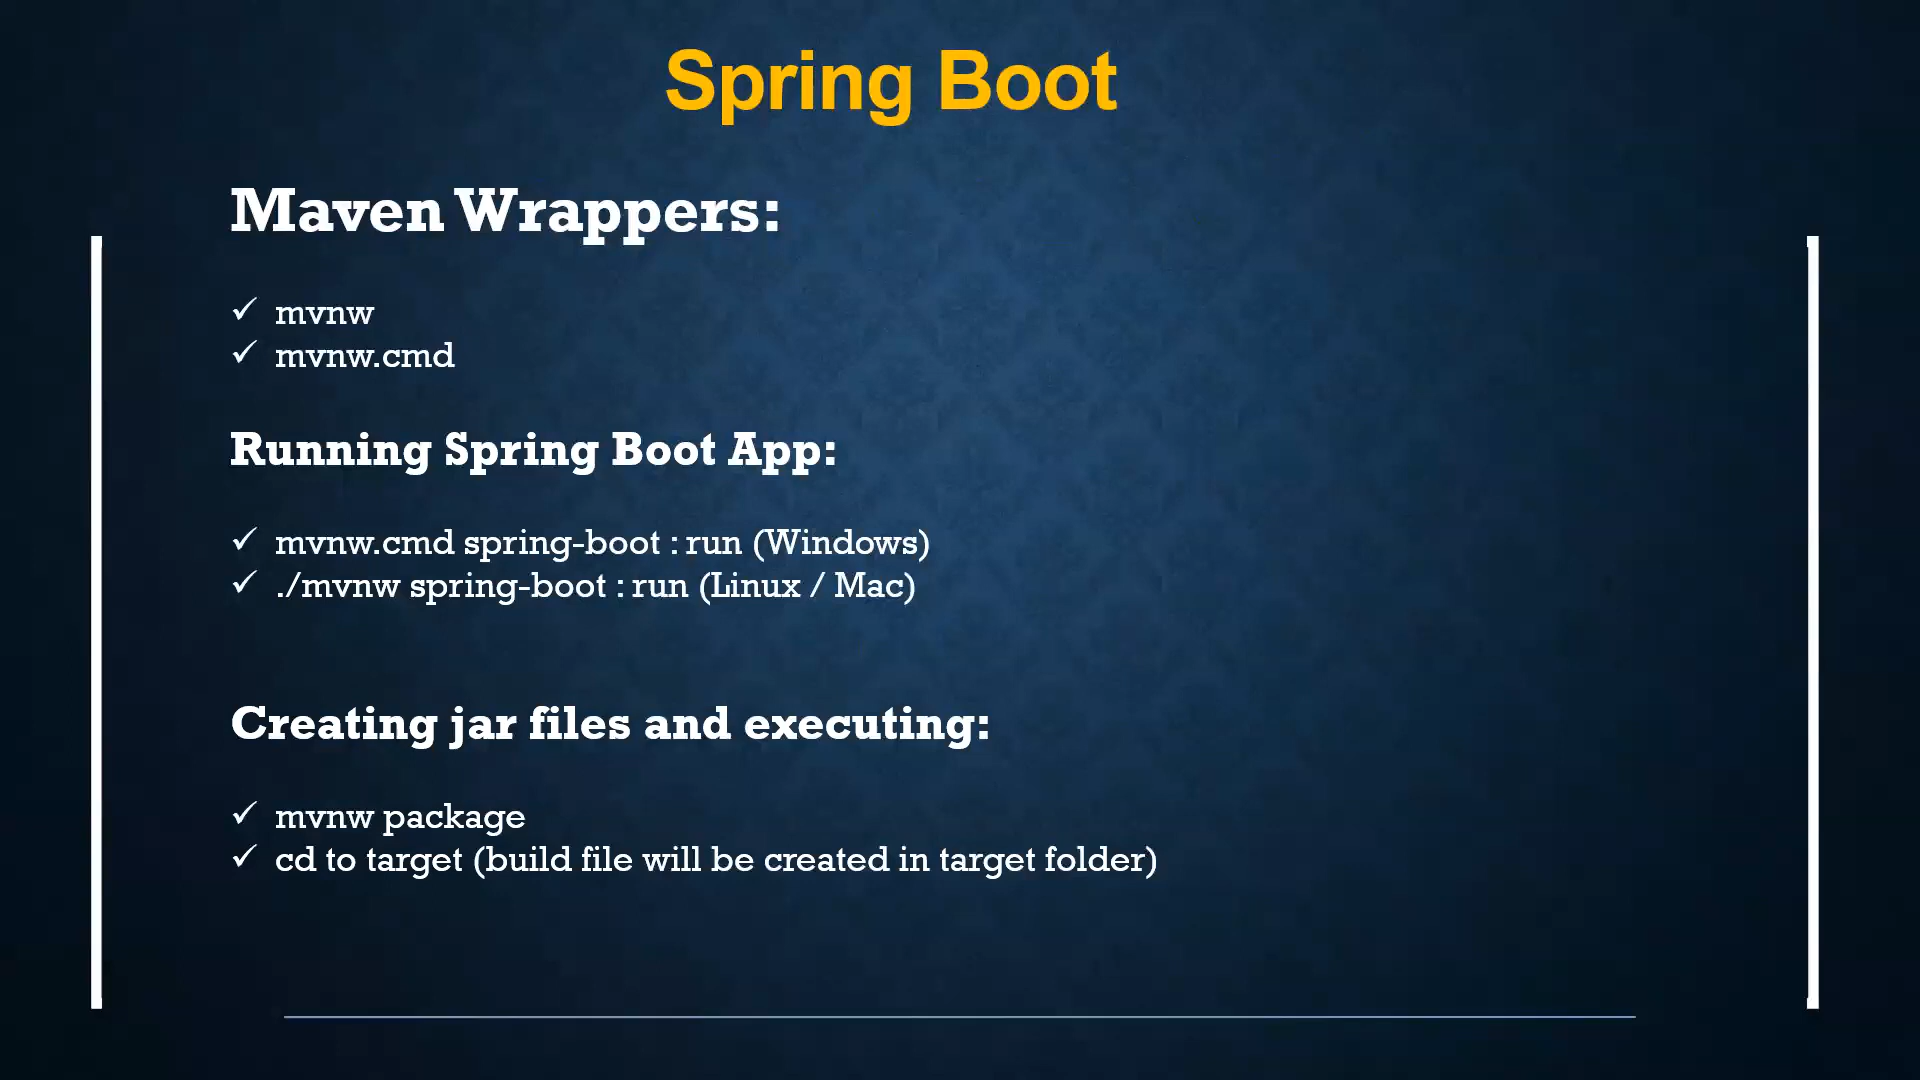 Spring Boot
Maven Wrappers:
✓ mvnw
✓ mvnw.cmd
Running Spring Boot App:
✓ mvnw.cmd spring-boot : run (Windows)
✓ ./mvnw spring-boot : run (Linux / Mac)
Creating jar files and executing:
✓ mvnw package
✓ cd to target (build file will be created in target folder)